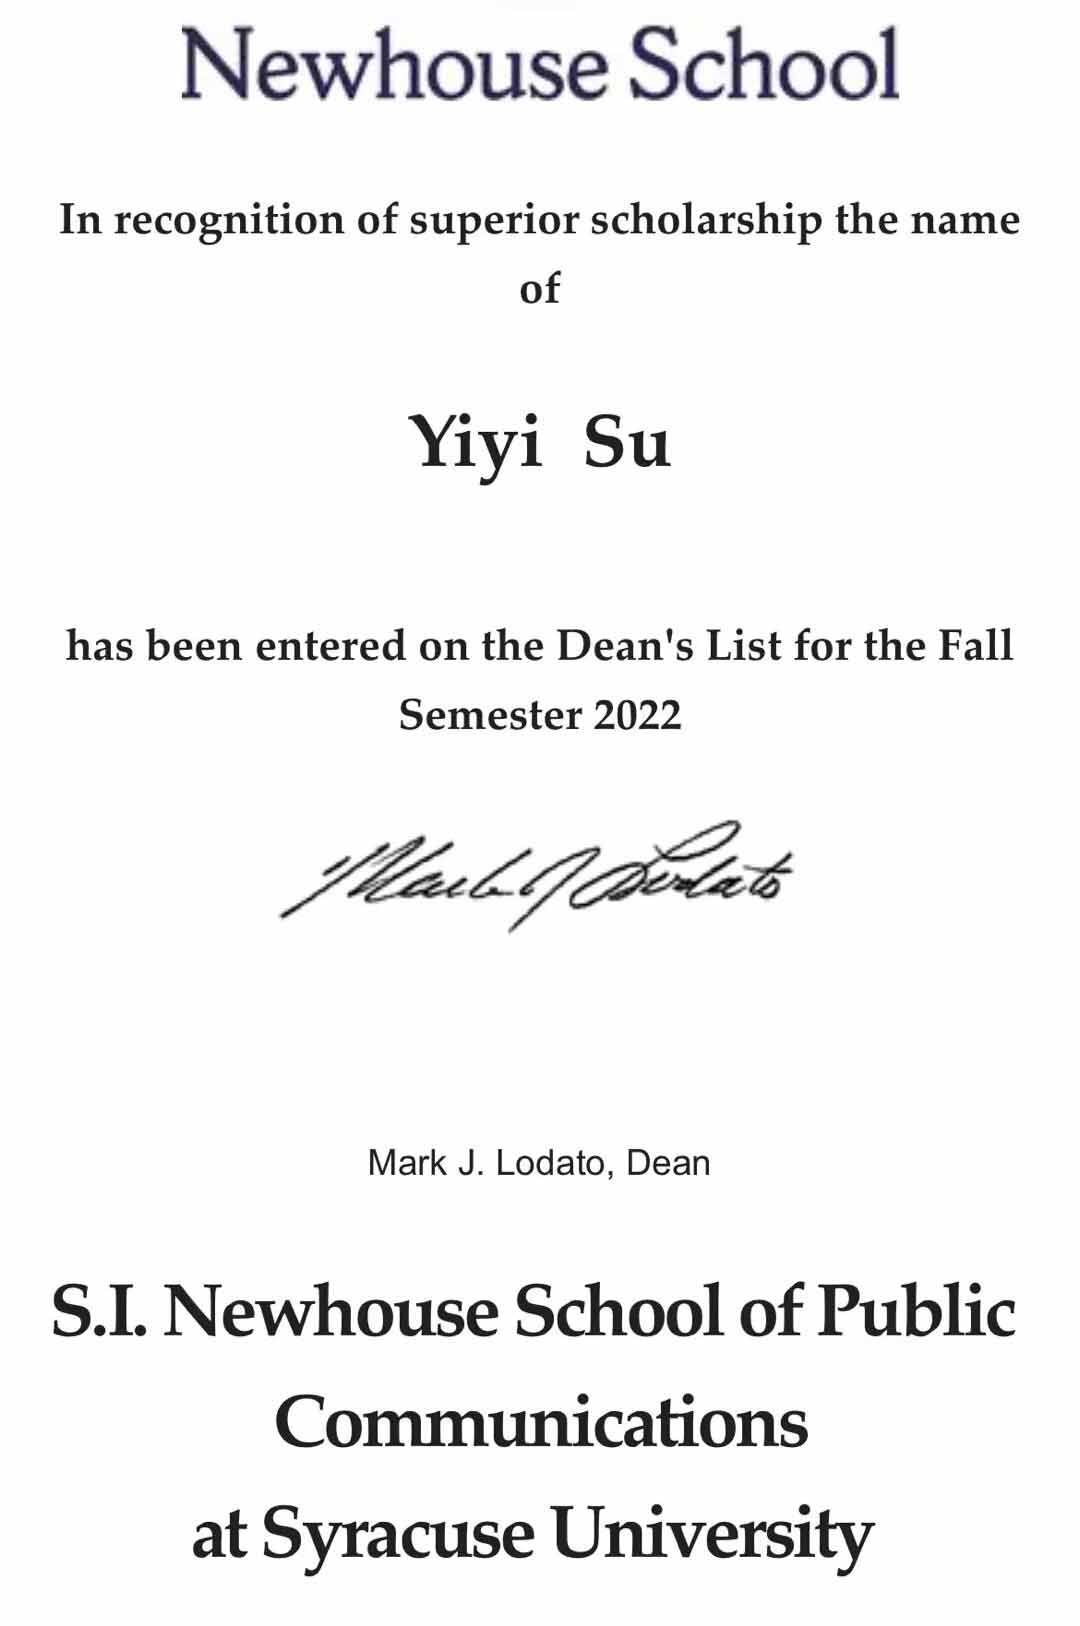 Newhouse School
In recognition of superior scholarship the name
of
Yiyi Su
has been entered on the Dean's List for the Fall
Semester 2022
Mark J Lodato
Mark J. Lodato, Dean
S.I. Newhouse School of Public
Communications
at Syracuse University